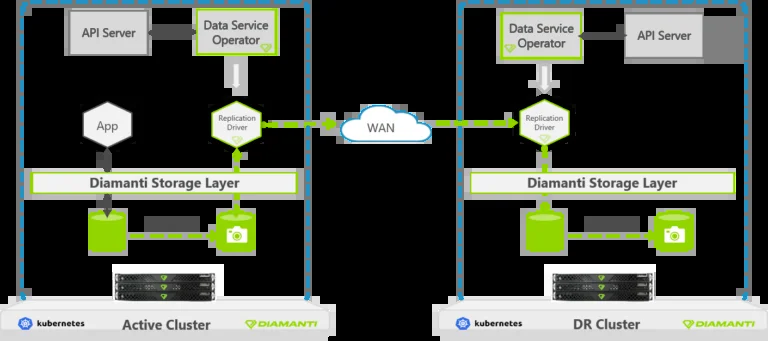 API Server
Data Service
Operator
App
Replication
Driver
Diamanti Storage Layer
kubernetes
Active Cluster
DIAMANTI
WAN
Data Service
Operator
API Server
Replication
Driver
Diamanti Storage Layer
kubernetes
DR Cluster
DIAMANTI